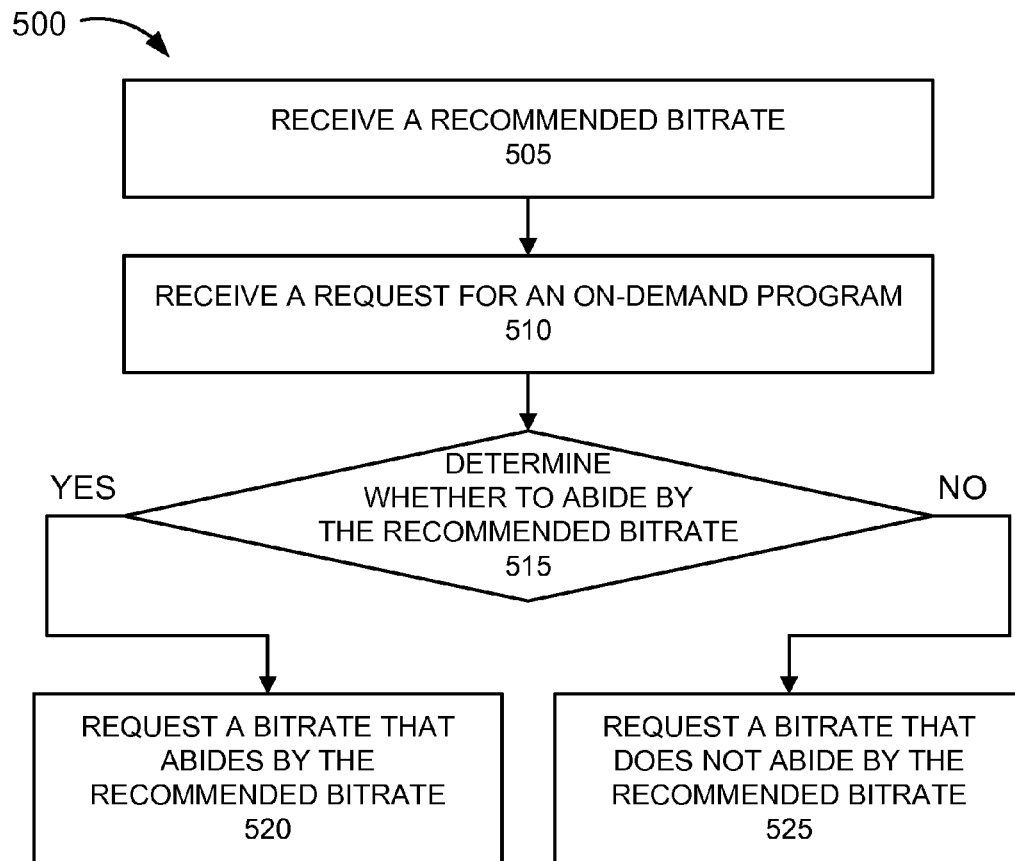 500
RECEIVE A RECOMMENDED BITRATE
505
RECEIVE A REQUEST FOR AN ON-DEMAND PROGRAM
510
DETERMINE
WHETHER TO ABIDE BY
THE RECOMMENDED BITRATE
515
YES
NO
REQUEST A BITRATE THAT
ABIDES BY THE
RECOMMENDED BITRATE
520
REQUEST A BITRATE THAT
DOES NOT ABIDE BY THE
RECOMMENDED BITRATE
525